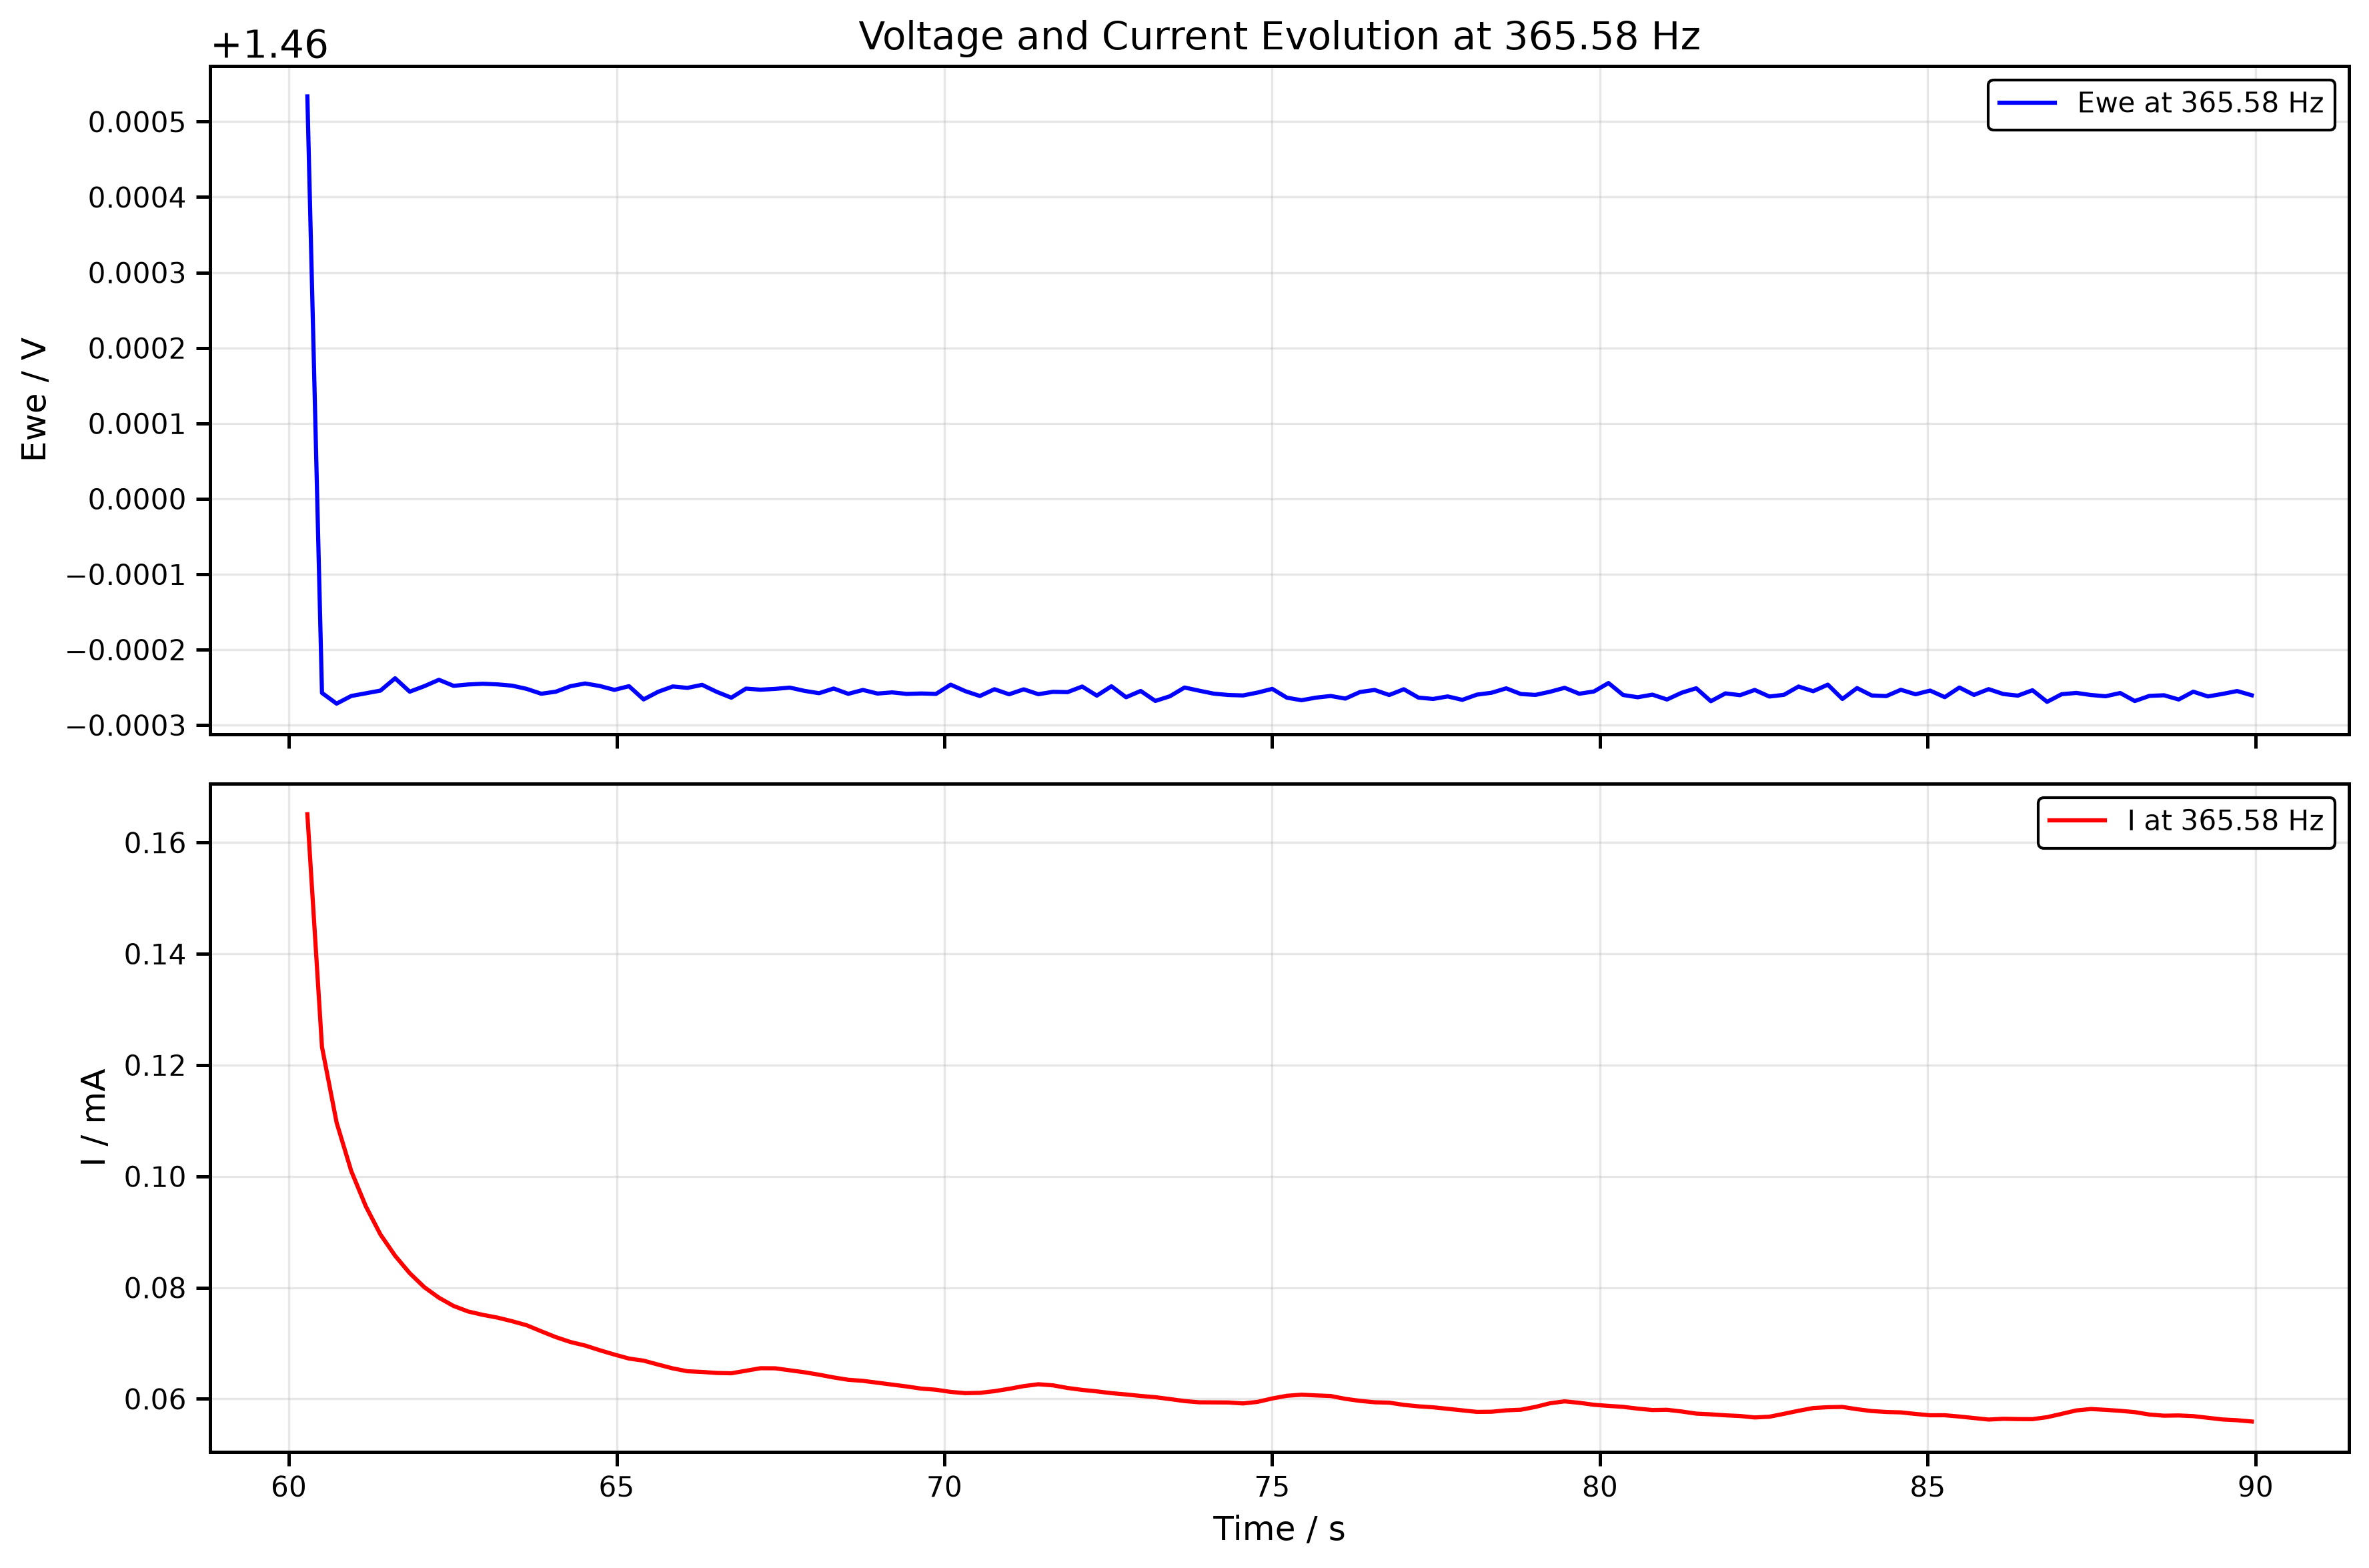 Voltage and Current Evolution at 365.58 Hz
+1.46
Ewe / V
0.0005
0.0004
0.0003
0.0002
0.0001
0.0000
−0.0001
−0.0002
−0.0003
Ewe at 365.58 Hz
I / mA
0.16
0.14
0.12
0.10
0.08
0.06
I at 365.58 Hz
60 65 70 75 80 85 90
Time / s